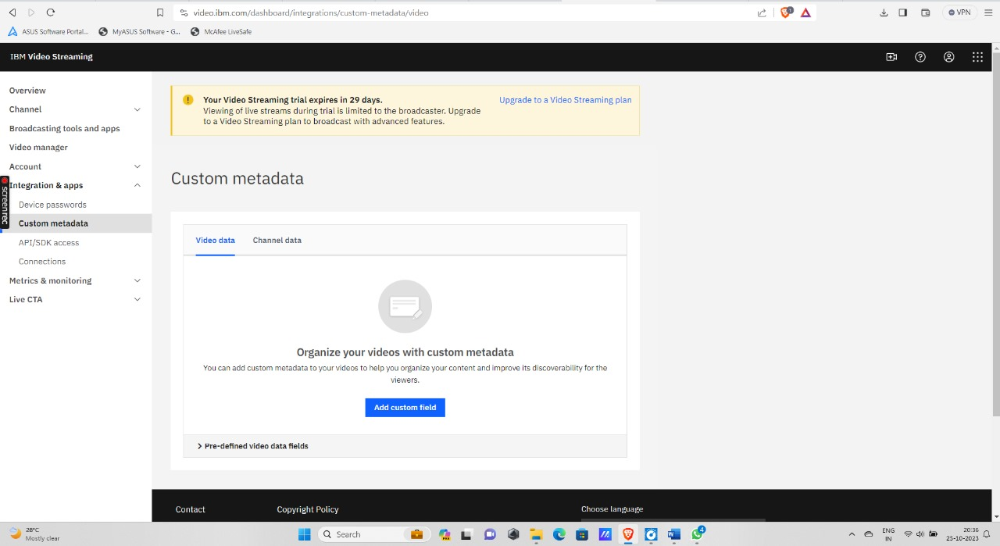 video.ibm.com/dashboard/integrations/custom-metadata/video
1
VPN
ASUS Software Portal...
MyASUS Software - G...
McAfee LiveSafe
IBM Video Streaming
Overview
Channel
Broadcasting tools and apps
Video manager
Account
Integration & apps
Device passwords
Custom metadata
API/SDK access
Connections
Metrics & monitoring
Live CTA
screenrec
Your Video Streaming trial expires in 29 days.
Upgrade to a Video Streaming plan
Viewing of live streams during trial is limited to the broadcaster. Upgrade
to a Video Streaming plan to broadcast with advanced features.
Custom metadata
Video data
Channel data
Organize your videos with custom metadata
You can add custom metadata to your videos to help you organize your content and improve its discoverability for the
viewers.
Add custom field
Pre-defined video data fields
Contact
Copyright Policy
Choose language
28°C
Mostly clear
Search
4
ENG
IN
20:36
25-10-2023